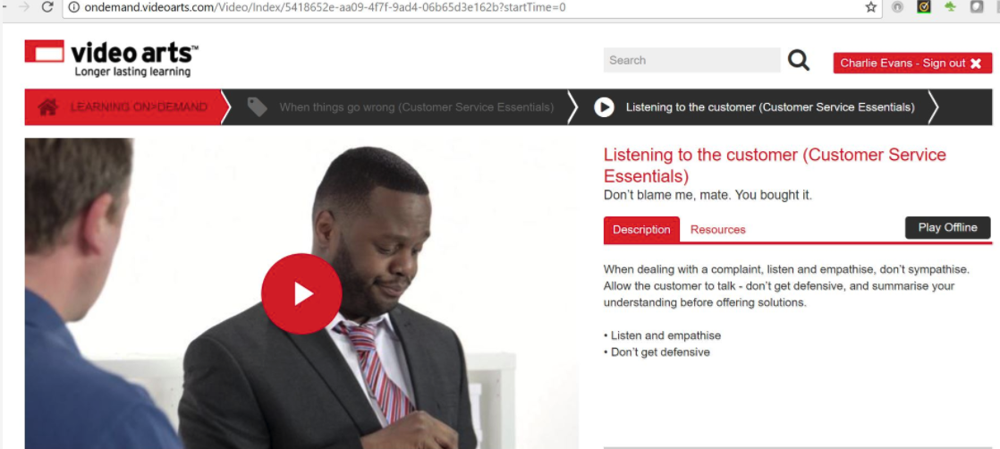 ondemand.videoarts.com/Video/Index/5418652e-aa09-4f7f-9ad4-06b65d3e162b?startTime=0
video arts™
Longer lasting learning
Search
Charlie Evans - Sign out
LEARNING ON>DEMAND
When things go wrong (Customer Service Essentials)
Listening to the customer (Customer Service Essentials)
Listening to the customer (Customer Service
Essentials)
Don't blame me, mate. You bought it.
Description
Resources
Play Offline
When dealing with a complaint, listen and empathise, don't sympathise.
Allow the customer to talk - don't get defensive, and summarise your
understanding before offering solutions.
• Listen and empathise
• Don't get defensive